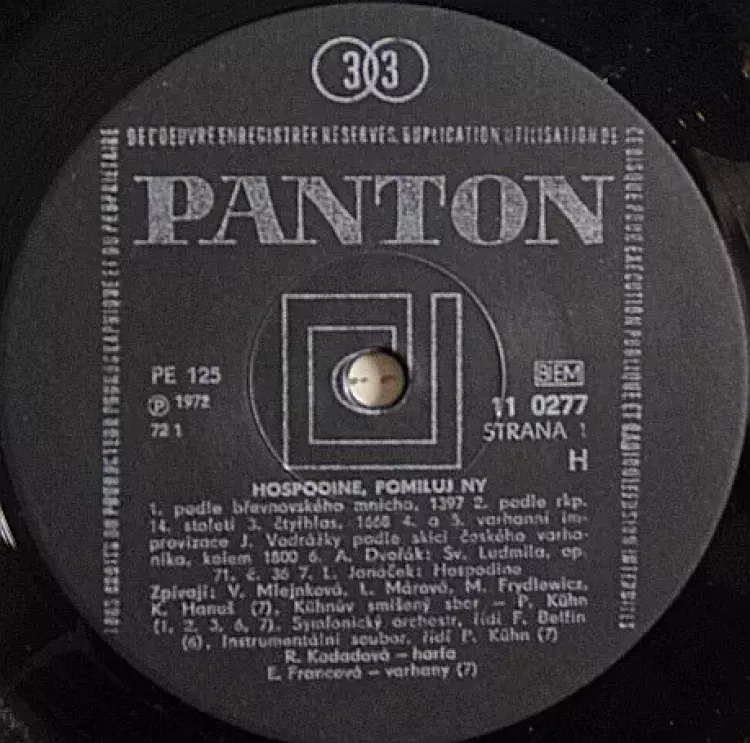 33
DE L'OEUVRE ENREGISTREE RESERVES. DUPLICATION, UTILISATION DE
PANTON
PE 125
℗ 1972
72 1
BIEM
11 0277
STRANA 1
H
HOSPODINE, POMILUJ NY
1. podle břevnovského mnicha, 1397 2. podle rkp.
14. století 3. čtyřhlas, 1668 4. a 5. varhanní im-
provizace J. Vodrážky podle skici českého varha-
níka, kolem 1800 6. A. Dvořák: Sv. Ludmila, op.
71, č. 36 7. L. Janáček: Hospodine
Zpívají: V. Mlejnková, L. Márová, M. Frydlewicz,
K. Hanuš (7), Kühnův smíšený sbor – P. Kühn
(1, 2, 3, 6, 7). Symfonický orchestr, řídí F. Belfín
(6), Instrumentální soubor, řídí P. Kühn (7)
R. Kodadová – harfa
E. Francová – varhany (7)